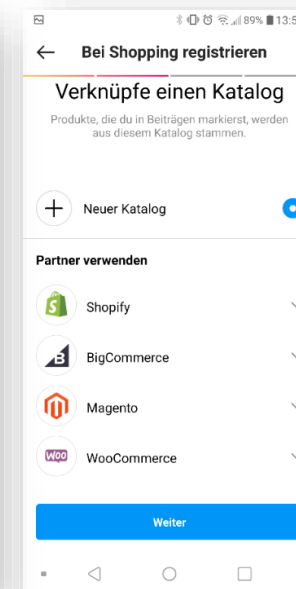 89% 13:5
Bei Shopping registrieren
Verknüpfe einen Katalog
Produkte, die du in Beiträgen markierst, werden
aus diesem Katalog stammen.
Neuer Katalog
Partner verwenden
Shopify
BigCommerce
Magento
Woo WooCommerce
Weiter